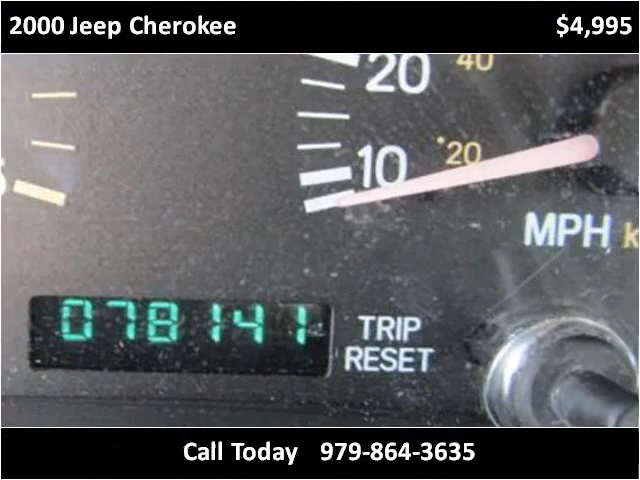 2000 Jeep Cherokee $4,995
20 40
10 20
MPH k
078141
TRIP
RESET
Call Today 979-864-3635